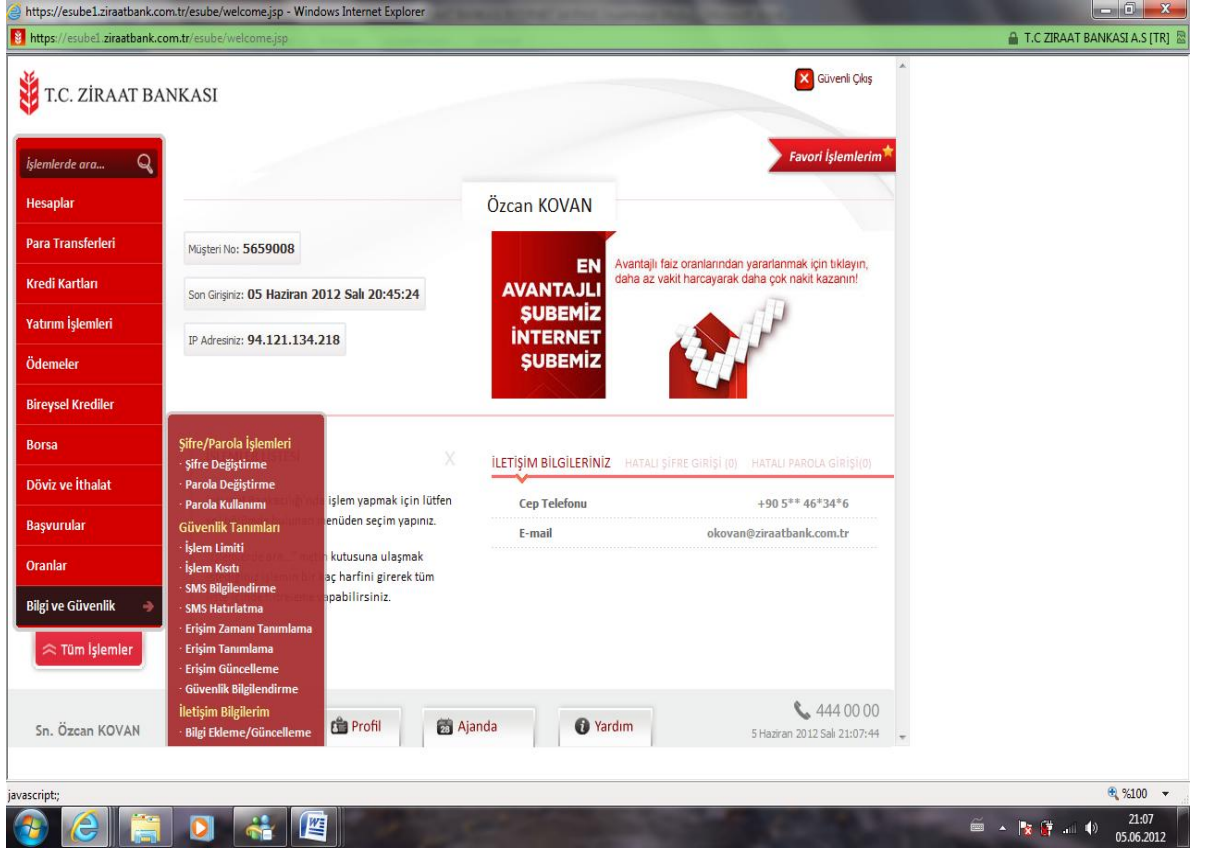 https://esube1.ziraatbank.com.tr/esube/welcome.jsp - Windows Internet Explorer
https://esube1.ziraatbank.com.tr/esube/welcome.jsp
T.C ZIRAAT BANKASI A.S [TR]
T.C. ZİRAAT BANKASI
Güvenli Çıkış
İşlemlerde ara...
Favori İşlemlerim
Hesaplar
Para Transferleri
Kredi Kartları
Yatırım İşlemleri
Ödemeler
Bireysel Krediler
Borsa
Döviz ve İthalat
Başvurular
Oranlar
Bilgi ve Güvenlik
Tüm İşlemler
Özcan KOVAN
Müşteri No: 5659008
Son Girişiniz: 05 Haziran 2012 Salı 20:45:24
IP Adresiniz: 94.121.134.218
EN
AVANTAJLI
ŞUBEMİZ
İNTERNET
ŞUBEMİZ
Avantajlı faiz oranlarından yararlanmak için tıklayın,
daha az vakit harcayarak daha çok nakit kazanın!
Şifre/Parola İşlemleri
· Şifre Değiştirme
· Parola Değiştirme
· Parola Kullanımı
Güvenlik Tanımları
· İşlem Limiti
· İşlem Kısıtı
· SMS Bilgilendirme
· SMS Hatırlatma
· Erişim Zamanı Tanımlama
· Erişim Tanımlama
· Erişim Güncelleme
· Güvenlik Bilgilendirme
İletişim Bilgilerim
· Bilgi Ekleme/Güncelleme
X
işlem yapmak için lütfen
menüden seçim yapınız.
kutusuna ulaşmak
kaç harfini girerek tüm
yapabilirsiniz.
İLETİŞİM BİLGİLERİNİZ HATALI ŞİFRE GİRİŞİ (0) HATALI PAROLA GİRİŞİ(0)
Cep Telefonu +90 5** 46*34*6
E-mail okovan@ziraatbank.com.tr
Sn. Özcan KOVAN
Profil
28 Ajanda
Yardım
444 00 00
5 Haziran 2012 Salı 21:07:44
javascript:;
%100
21:07
05.06.2012